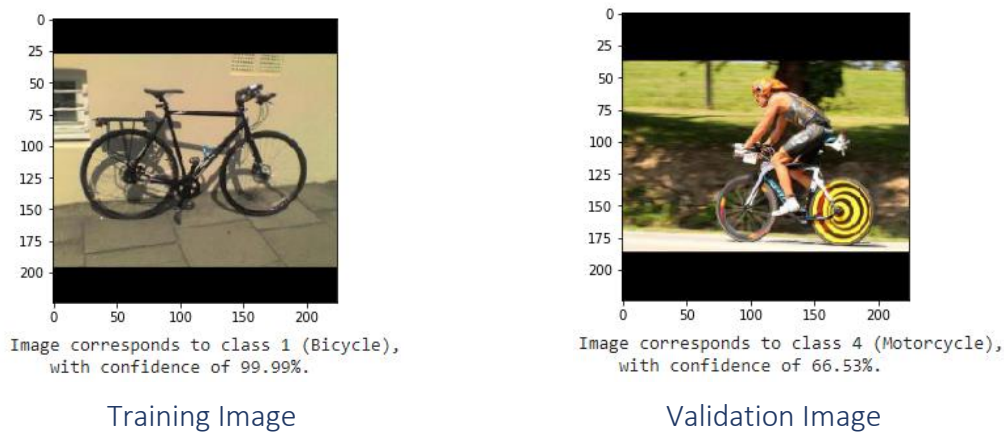 0
25
50
75
100
125
150
175
200
0 50 100 150 200
Image corresponds to class 1 (Bicycle),
with confidence of 99.99%.
Training Image
0
25
50
75
100
125
150
175
200
0 50 100 150 200
Image corresponds to class 4 (Motorcycle),
with confidence of 66.53%.
Validation Image